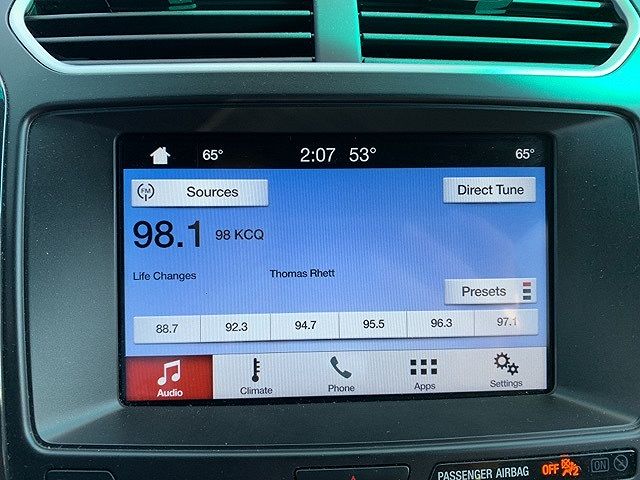 65° 2:07 53° 65°
FM Sources Direct Tune
98.1 98 KCQ
Life Changes Thomas Rhett
Presets
88.7 92.3 94.7 95.5 96.3 97.1
Audio Climate Phone Apps Settings
PASSENGER AIRBAG OFF 2 ON